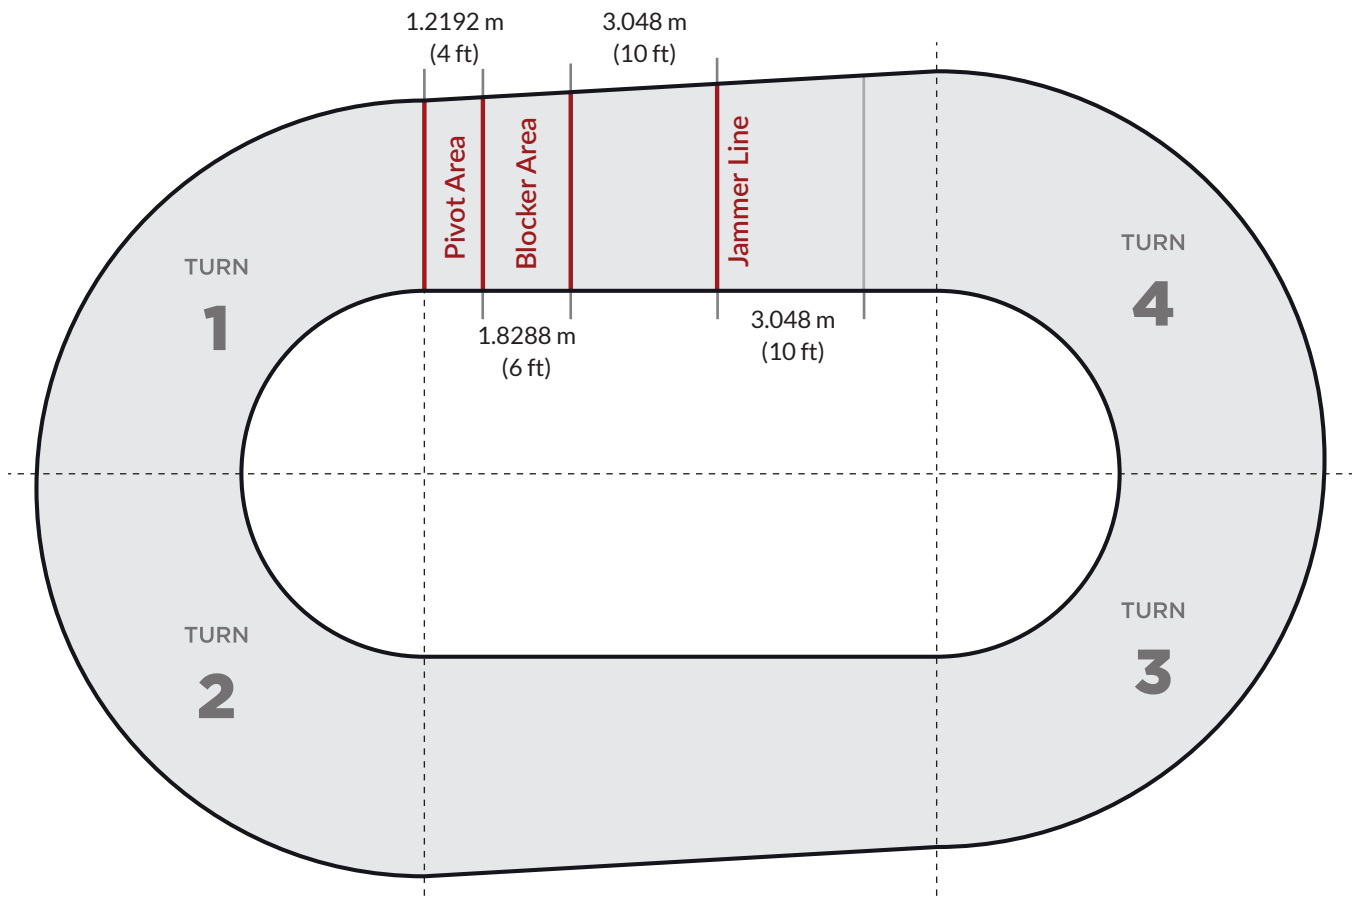 1.2192 m
(4 ft)
3.048 m
(10 ft)
Pivot Area
Blocker Area
Jammer Line
TURN
1
TURN
4
1.8288 m
(6 ft)
3.048 m
(10 ft)
TURN
2
TURN
3